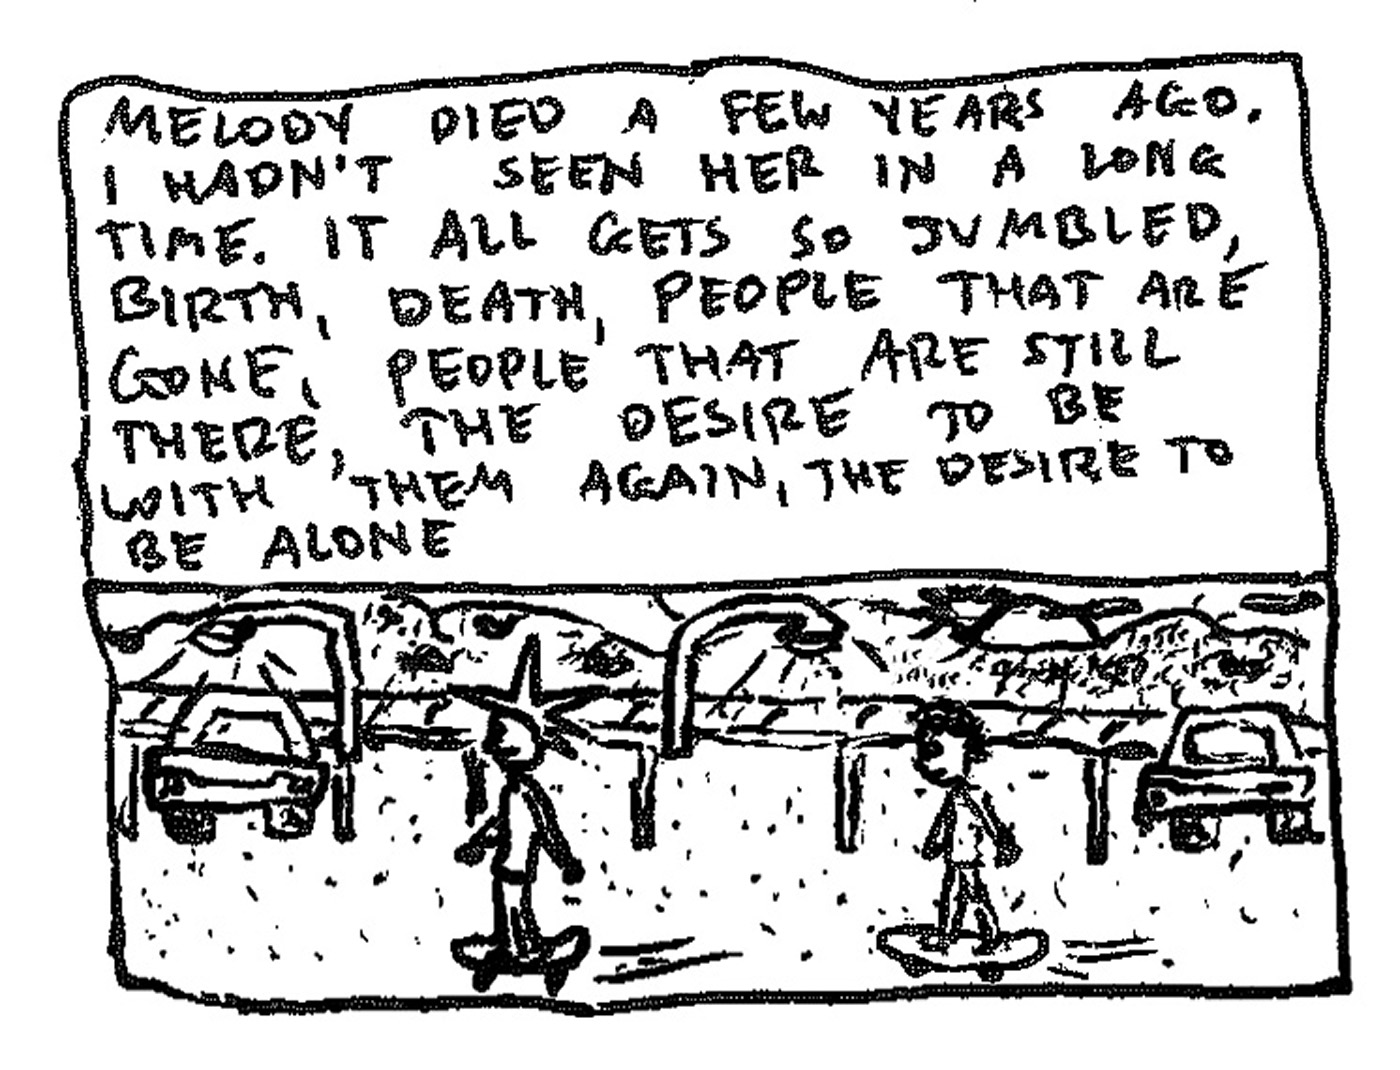 MELODY DIED A FEW YEARS AGO.
I HADN'T SEEN HER IN A LONG
TIME. IT ALL GETS SO JUMBLED,
BIRTH, DEATH, PEOPLE THAT ARE
GONE, PEOPLE THAT ARE STILL
THERE, THE DESIRE TO BE
WITH THEM AGAIN, THE DESIRE TO
BE ALONE